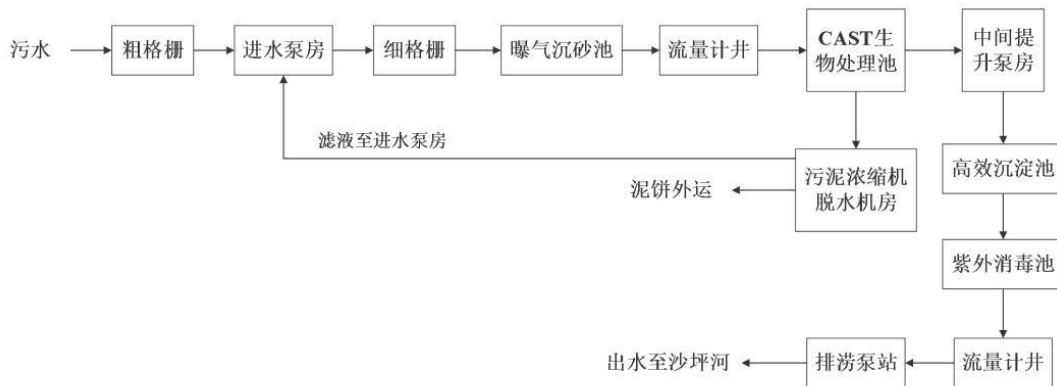 污水
粗格栅
进水泵房
细格栅
曝气沉砂池
流量计井
CAST生
物处理池
中间提
升泵房
滤液至进水泵房
泥饼外运
污泥浓缩机
脱水机房
高效沉淀池
紫外消毒池
出水至沙坪河
排涝泵站
流量计井